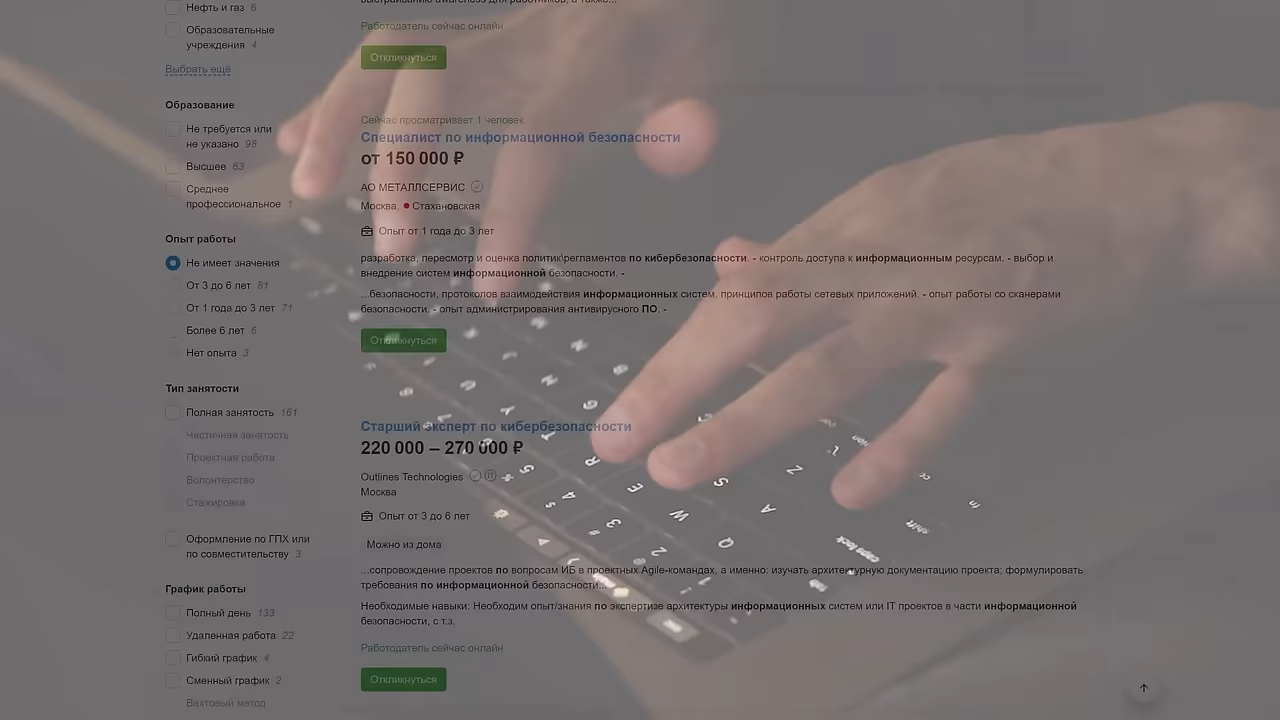 Нефть и газ 6
Образовательные
учреждения 4
Выбрать ещё
Образование
Не требуется или
не указано 98
Высшее 63
Среднее
профессиональное 1
Опыт работы
Не имеет значения
От 3 до 6 лет 81
От 1 года до 3 лет 71
Более 6 лет 6
Нет опыта 3
Тип занятости
Полная занятость 161
Частичная занятость
Проектная работа
Волонтерство
Стажировка
Оформление по ГПХ или
по совместительству 3
График работы
Полный день 133
Удаленная работа 22
Гибкий график 4
Сменный график 2
Вахтовый метод
Работодатель сейчас онлайн
Откликнуться
Сейчас просматривает 1 человек
Специалист по информационной безопасности
от 150 000 ₽
АО МЕТАЛЛСЕРВИС
Москва, Стахановская
Опыт от 1 года до 3 лет
разработка, пересмотр и оценка политик\регламентов по кибербезопасности. - контроль доступа к информационным ресурсам. - выбор и
внедрение систем информационной безопасности. -
...безопасности, протоколов взаимодействия информационных систем, принципов работы сетевых приложений. - опыт работы со сканерами
безопасности. - опыт администрирования антивирусного ПО. -
Откликнуться
Старший эксперт по кибербезопасности
220 000 – 270 000 ₽
Outlines Technologies
Москва
Опыт от 3 до 6 лет
Можно из дома
...сопровождение проектов по вопросам ИБ в проектных Agile-командах, а именно: изучать архитектурную документацию проекта; формулировать
требования по информационной безопасности...
Необходимые навыки: Необходим опыт/знания по экспертизе архитектуры информационных систем или IT проектов в части информационной
безопасности, с т.з.
Работодатель сейчас онлайн
Откликнуться
caps lock
shift